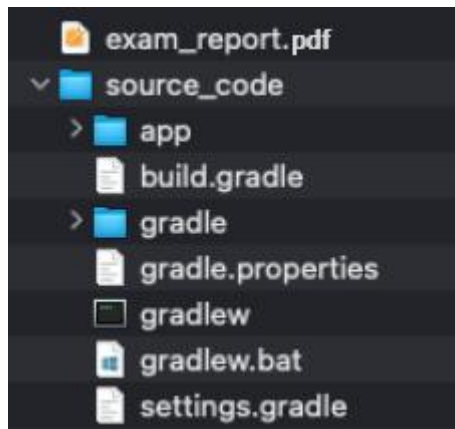 exam_report.pdf
source_code
app
build.gradle
gradle
gradle.properties
gradlew
gradlew.bat
settings.gradle